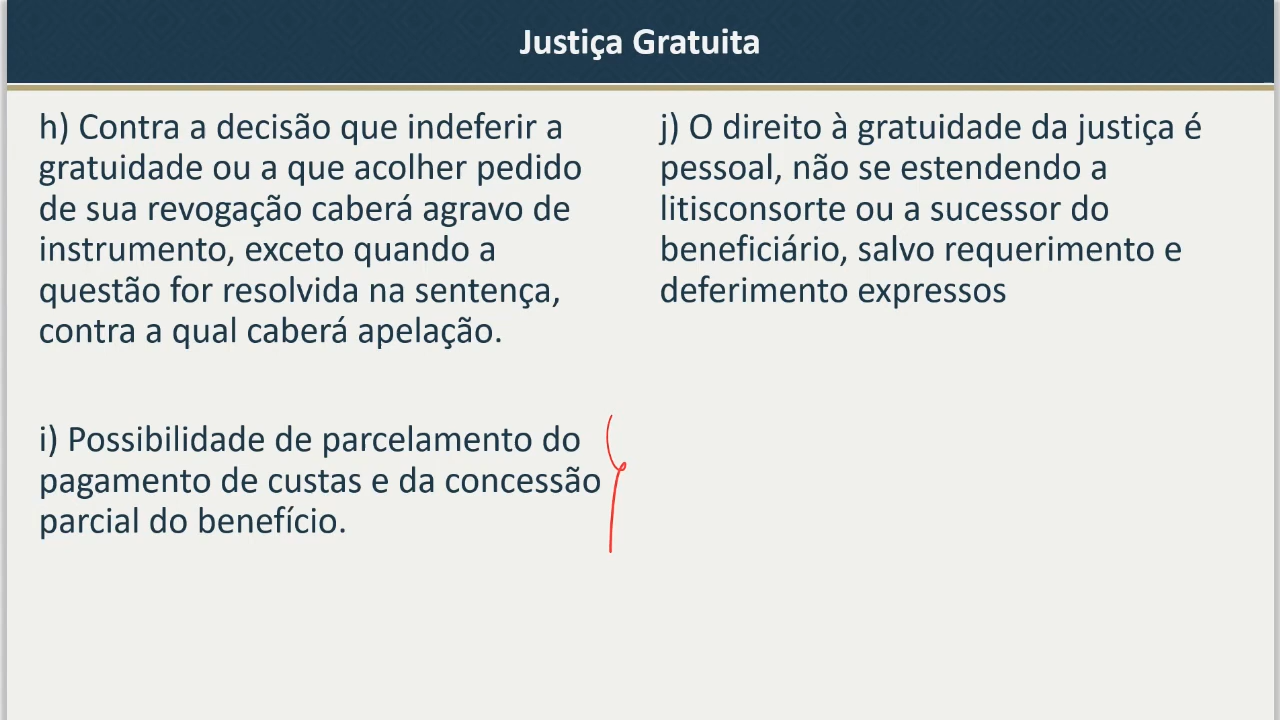 Justiça Gratuita
h) Contra a decisão que indeferir a
gratuidade ou a que acolher pedido
de sua revogação caberá agravo de
instrumento, exceto quando a
questão for resolvida na sentença,
contra a qual caberá apelação.
i) Possibilidade de parcelamento do
pagamento de custas e da concessão
parcial do benefício.
j) O direito à gratuidade da justiça é
pessoal, não se estendendo a
litisconsorte ou a sucessor do
beneficiário, salvo requerimento e
deferimento expressos